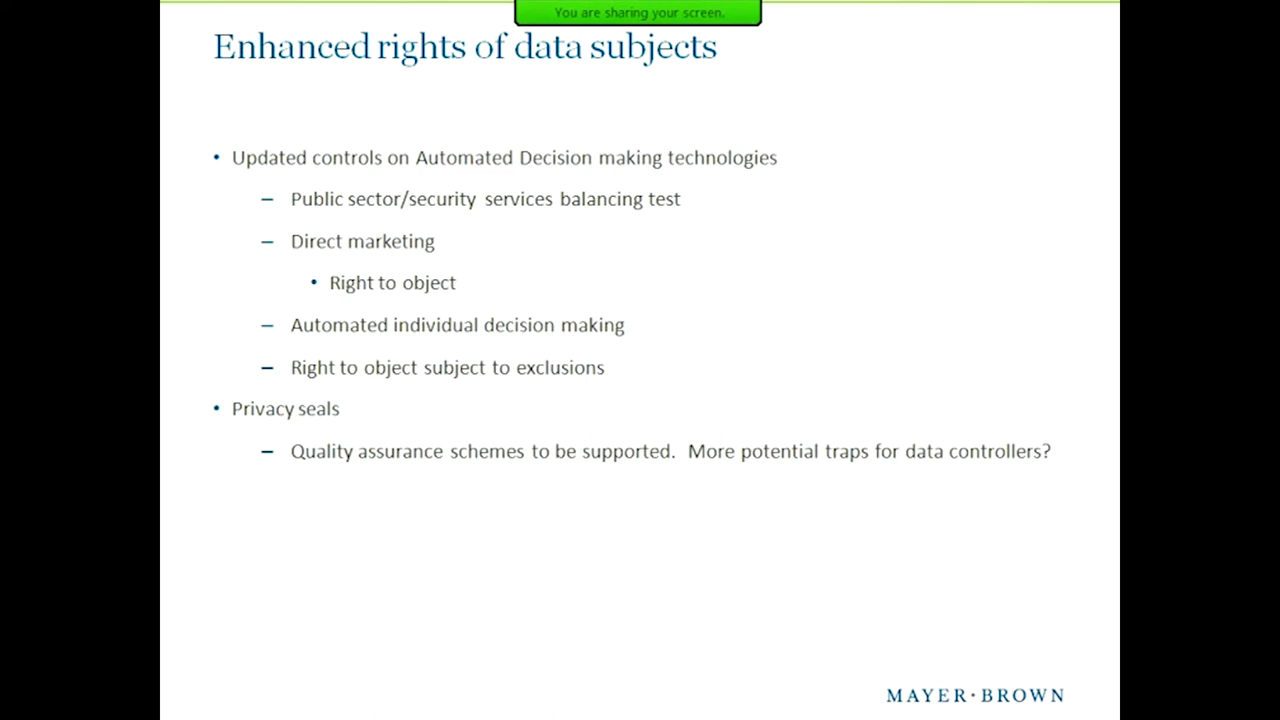 You are sharing your screen.
Enhanced rights of data subjects
• Updated controls on Automated Decision making technologies
– Public sector/security services balancing test
– Direct marketing
• Right to object
– Automated individual decision making
– Right to object subject to exclusions
• Privacy seals
– Quality assurance schemes to be supported. More potential traps for data controllers?
MAYER·BROWN